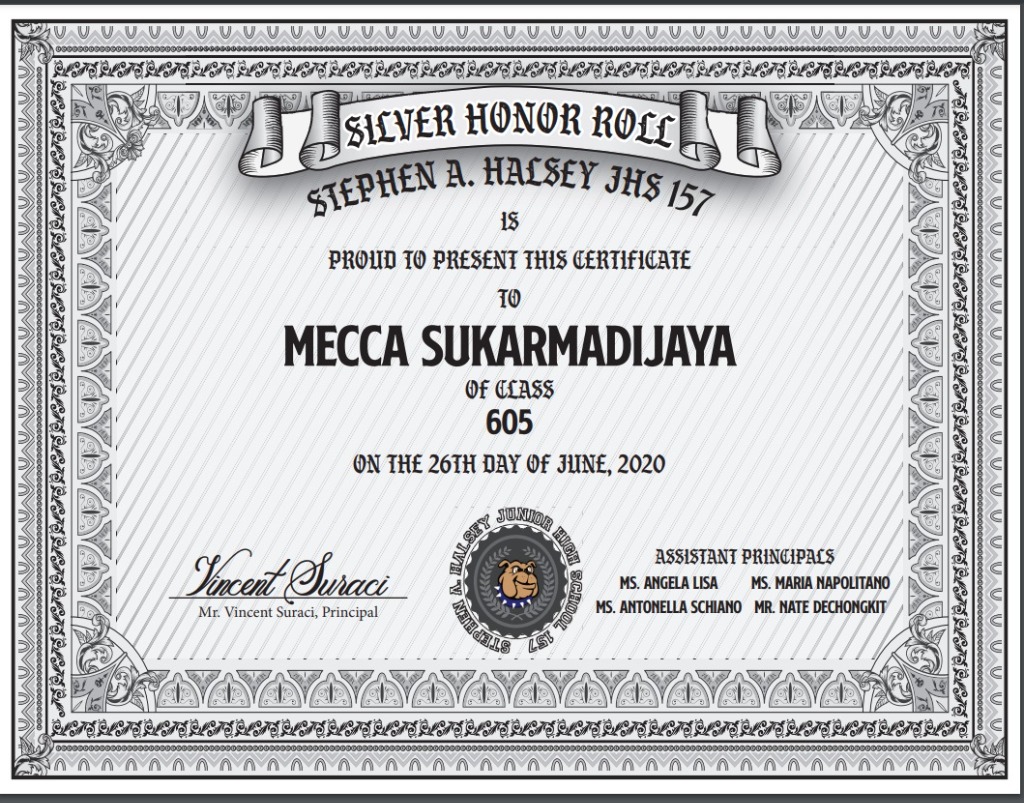 SILVER HONOR ROLL
STEPHEN A. HALSEY JHS 157
IS
PROUD TO PRESENT THIS CERTIFICATE
TO
MECCA SUKARMADIJAYA
OF CLASS
605
ON THE 26TH DAY OF JUNE, 2020
Vincent Suraci
Mr. Vincent Suraci, Principal
STEPHEN A. HALSEY JUNIOR HIGH SCHOOL 157
ASSISTANT PRINCIPALS
MS. ANGELA LISA MS. MARIA NAPOLITANO
MS. ANTONELLA SCHIANO MR. NATE DECHONGKIT